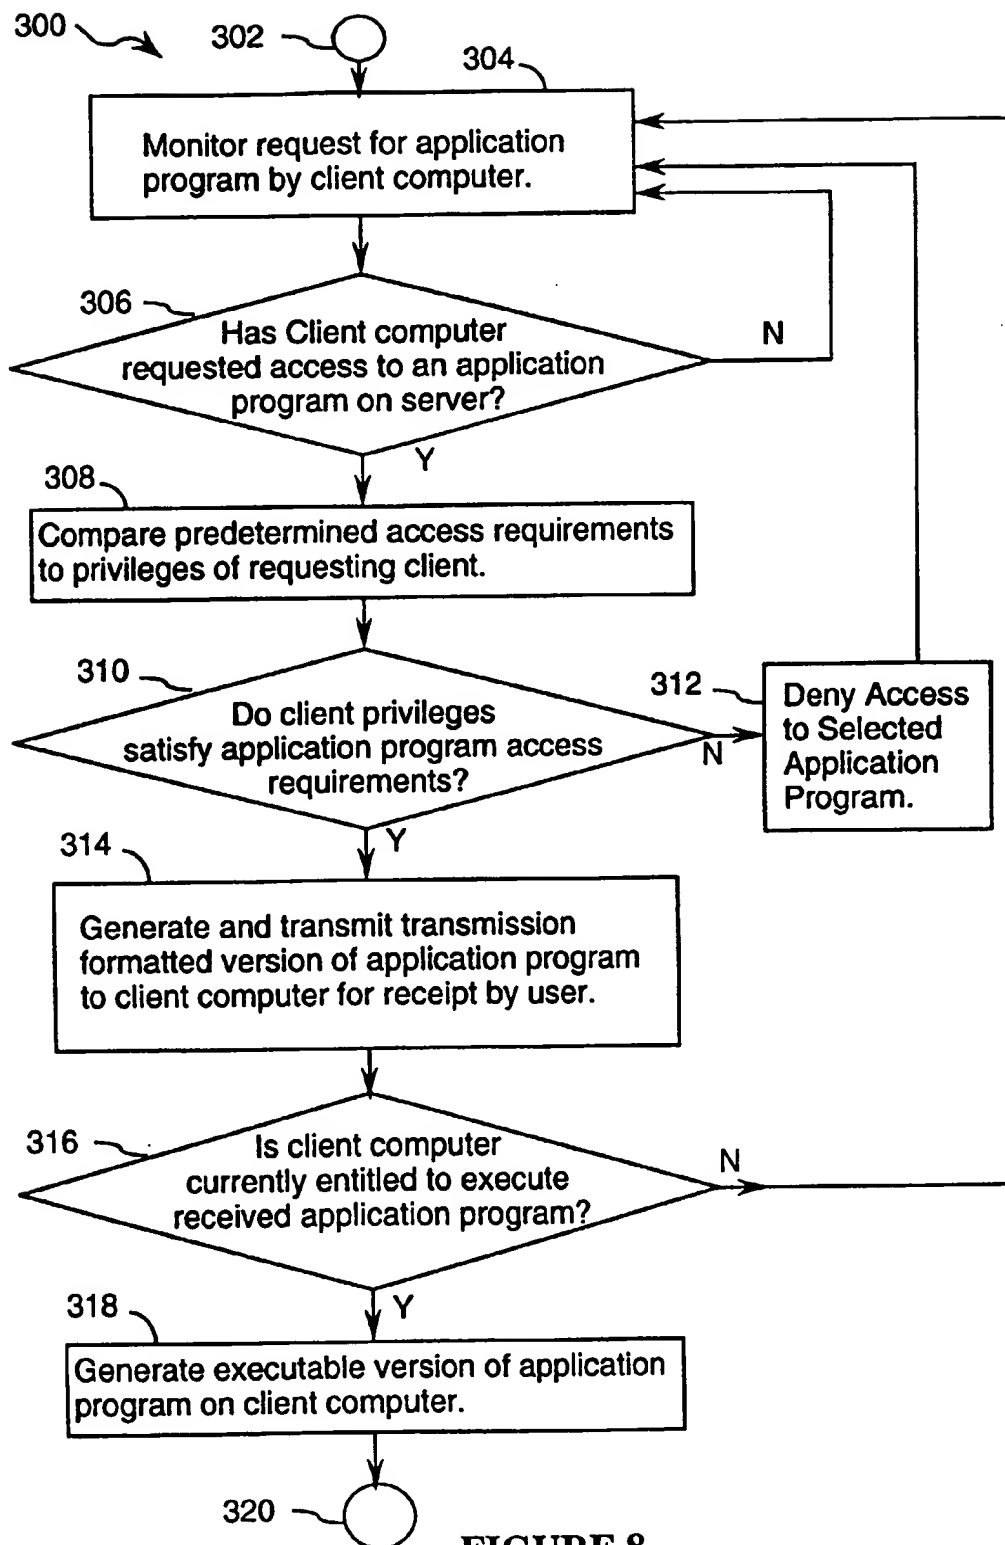 300
302
304
Monitor request for application
program by client computer.
306
Has Client computer
requested access to an application
program on server?
N
Y
308
Compare predetermined access requirements
to privileges of requesting client.
310
Do client privileges
satisfy application program access
requirements?
N
312
Deny Access
to Selected
Application
Program.
Y
314
Generate and transmit transmission
formatted version of application program
to client computer for receipt by user.
316
Is client computer
currently entitled to execute
received application program?
N
Y
318
Generate executable version of application
program on client computer.
320
FIGURE 8